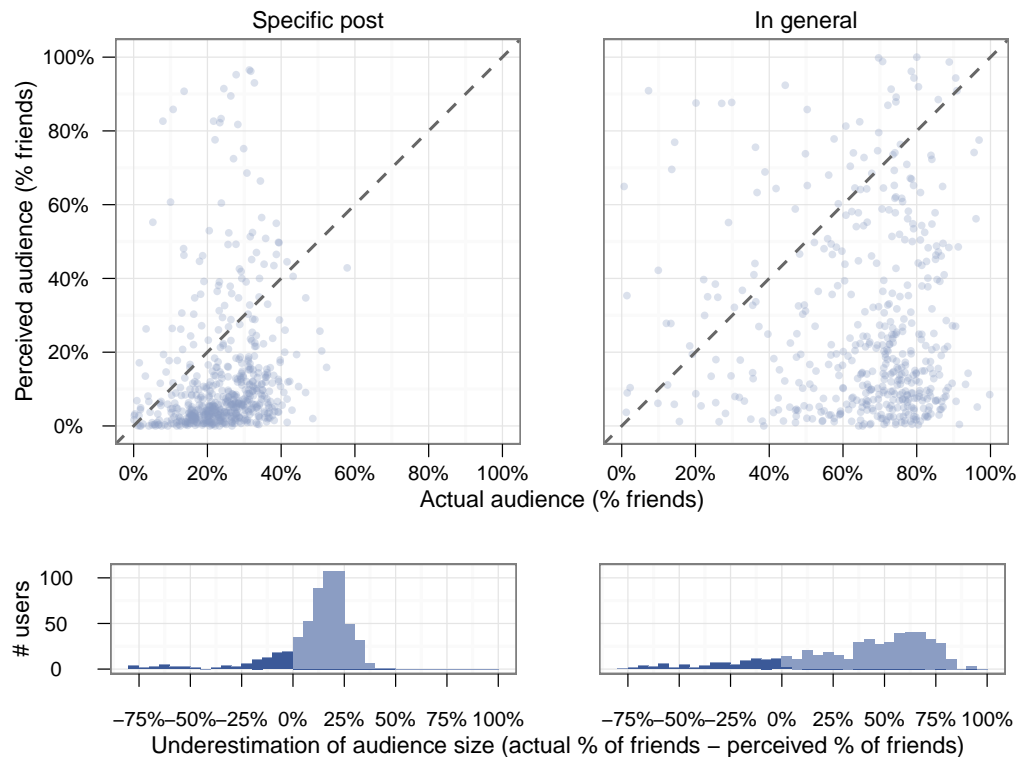 Specific post
In general
Perceived audience (% friends)
100%
80%
60%
40%
20%
0%
0% 20% 40% 60% 80% 100%
0% 20% 40% 60% 80% 100%
Actual audience (% friends)
# users
100
50
0
−75% −50% −25% 0% 25% 50% 75% 100%
−75% −50% −25% 0% 25% 50% 75% 100%
Underestimation of audience size (actual % of friends − perceived % of friends)